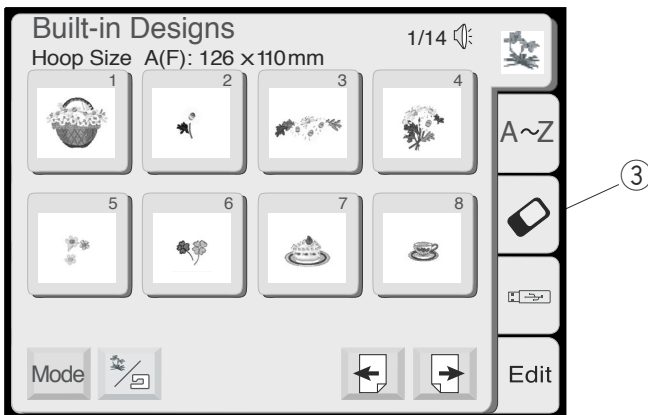 Built-in Designs
1/14
Hoop Size A(F): 126 ×110mm
1
2
3
4
A~Z
③
5
6
7
8
Mode
Edit